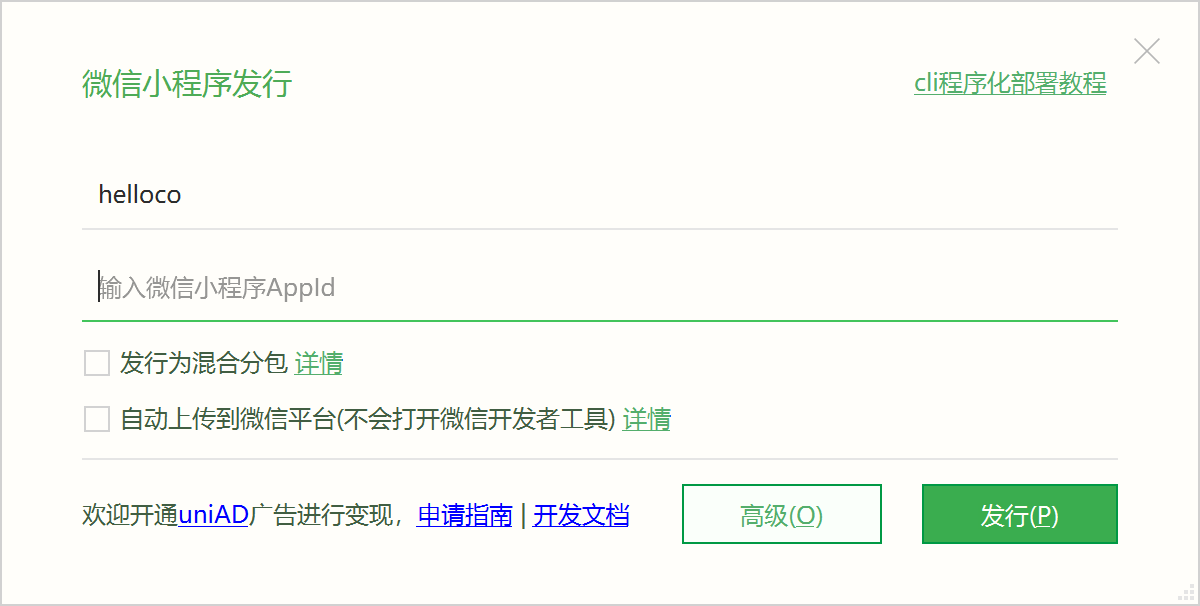 微信小程序发行
cli程序化部署教程
helloco
输入微信小程序AppId
发行为混合分包 详情
自动上传到微信平台(不会打开微信开发者工具) 详情
欢迎开通uniAD广告进行变现，申请指南 | 开发文档
高级(O)
发行(P)